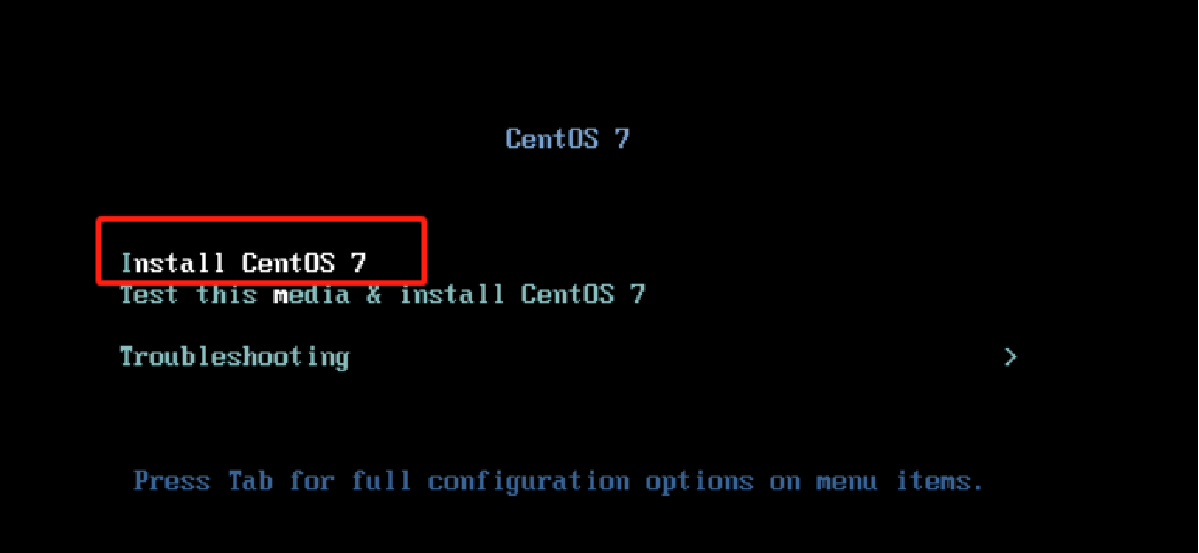 CentOS 7
Install CentOS 7
Test this media & install CentOS 7
Troubleshooting >
Press Tab for full configuration options on menu items.